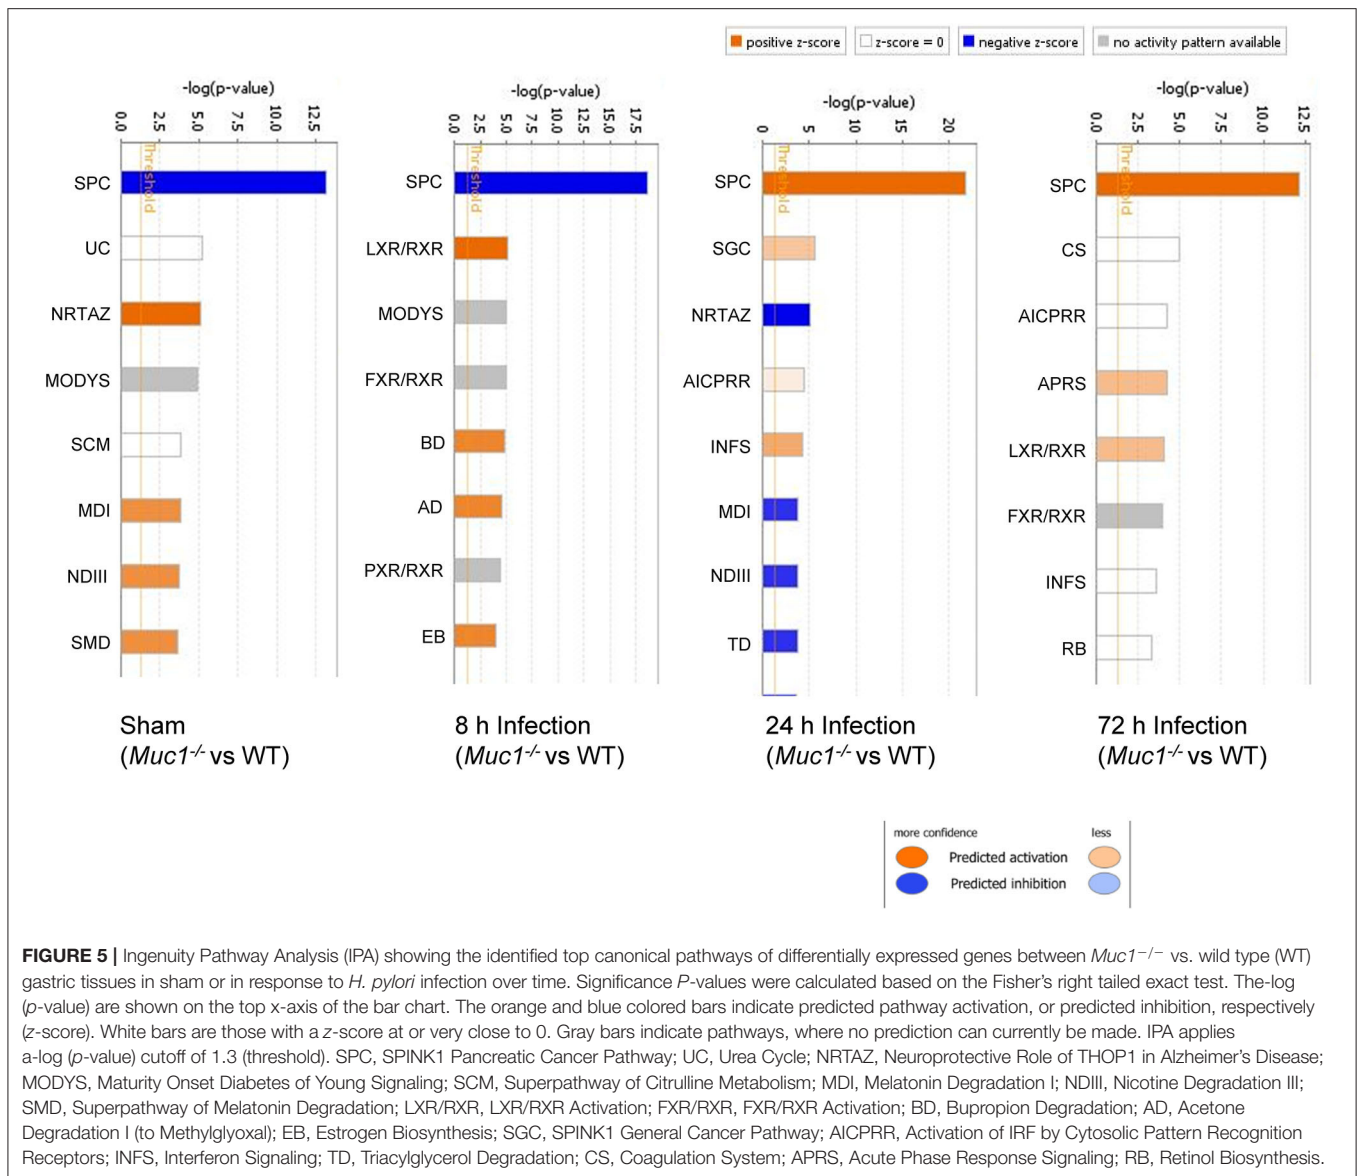 positive z-score z-score = 0 negative z-score no activity pattern available
-log(p-value)
0.0 2.5 5.0 7.5 10.0 12.5
Threshold
SPC
UC
NRTAZ
MODYS
SCM
MDI
NDIII
SMD
Sham
(Muc1-/- vs WT)
-log(p-value)
0.0 2.5 5.0 7.5 10.0 12.5 15.0 17.5
Threshold
SPC
LXR/RXR
MODYS
FXR/RXR
BD
AD
PXR/RXR
EB
8 h Infection
(Muc1-/- vs WT)
-log(p-value)
0 5 10 15 20
Threshold
SPC
SGC
NRTAZ
AICPRR
INFS
MDI
NDIII
TD
24 h Infection
(Muc1-/- vs WT)
-log(p-value)
0.0 2.5 5.0 7.5 10.0 12.5
Threshold
SPC
CS
AICPRR
APRS
LXR/RXR
FXR/RXR
INFS
RB
72 h Infection
(Muc1-/- vs WT)
more confidence less
Predicted activation
Predicted inhibition
FIGURE 5 | Ingenuity Pathway Analysis (IPA) showing the identified top canonical pathways of differentially expressed genes between Muc1−/− vs. wild type (WT)
gastric tissues in sham or in response to H. pylori infection over time. Significance P-values were calculated based on the Fisher's right tailed exact test. The-log
(p-value) are shown on the top x-axis of the bar chart. The orange and blue colored bars indicate predicted pathway activation, or predicted inhibition, respectively
(z-score). White bars are those with a z-score at or very close to 0. Gray bars indicate pathways, where no prediction can currently be made. IPA applies
a-log (p-value) cutoff of 1.3 (threshold). SPC, SPINK1 Pancreatic Cancer Pathway; UC, Urea Cycle; NRTAZ, Neuroprotective Role of THOP1 in Alzheimer's Disease;
MODYS, Maturity Onset Diabetes of Young Signaling; SCM, Superpathway of Citrulline Metabolism; MDI, Melatonin Degradation I; NDIII, Nicotine Degradation III;
SMD, Superpathway of Melatonin Degradation; LXR/RXR, LXR/RXR Activation; FXR/RXR, FXR/RXR Activation; BD, Bupropion Degradation; AD, Acetone
Degradation I (to Methylglyoxal); EB, Estrogen Biosynthesis; SGC, SPINK1 General Cancer Pathway; AICPRR, Activation of IRF by Cytosolic Pattern Recognition
Receptors; INFS, Interferon Signaling; TD, Triacylglycerol Degradation; CS, Coagulation System; APRS, Acute Phase Response Signaling; RB, Retinol Biosynthesis.